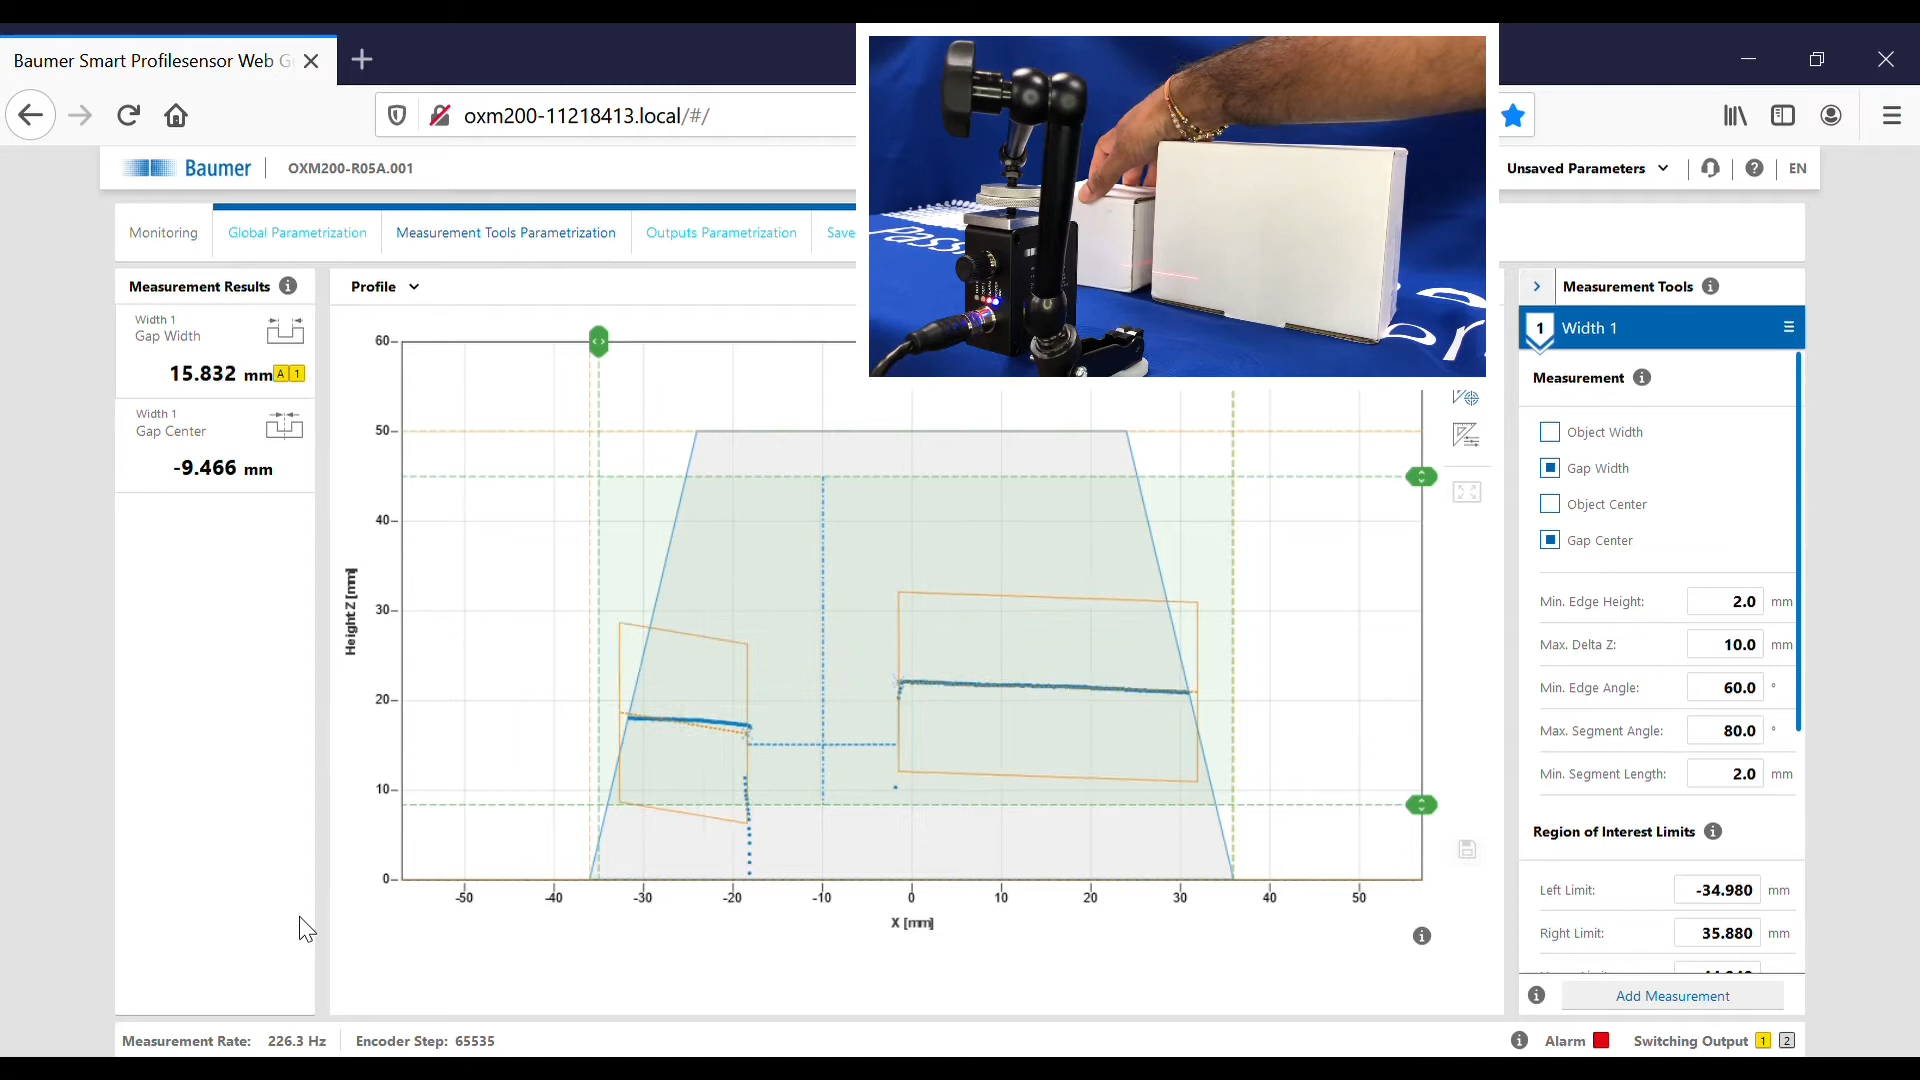 Baumer Smart Profilesensor Web G
oxm200-11218413.local/#/
Baumer
OXM200-R05A.001
Unsaved Parameters
EN
Monitoring
Global Parametrization
Measurement Tools Parametrization
Outputs Parametrization
Save
Measurement Results
Width 1
Gap Width
15.832 mm A 1
Width 1
Gap Center
-9.466 mm
Profile
60
50
40
30
20
10
0
Height Z [mm]
-50 -40 -30 -20 -10 0 10 20 30 40 50
X [mm]
Measurement Tools
1 Width 1
Measurement
Object Width
Gap Width
Object Center
Gap Center
Min. Edge Height: 2.0 mm
Max. Delta Z: 10.0 mm
Min. Edge Angle: 60.0 °
Max. Segment Angle: 80.0 °
Min. Segment Length: 2.0 mm
Region of Interest Limits
Left Limit: -34.980 mm
Right Limit: 35.880 mm
Add Measurement
Measurement Rate: 226.3 Hz
Encoder Step: 65535
Alarm
Switching Output 1 2